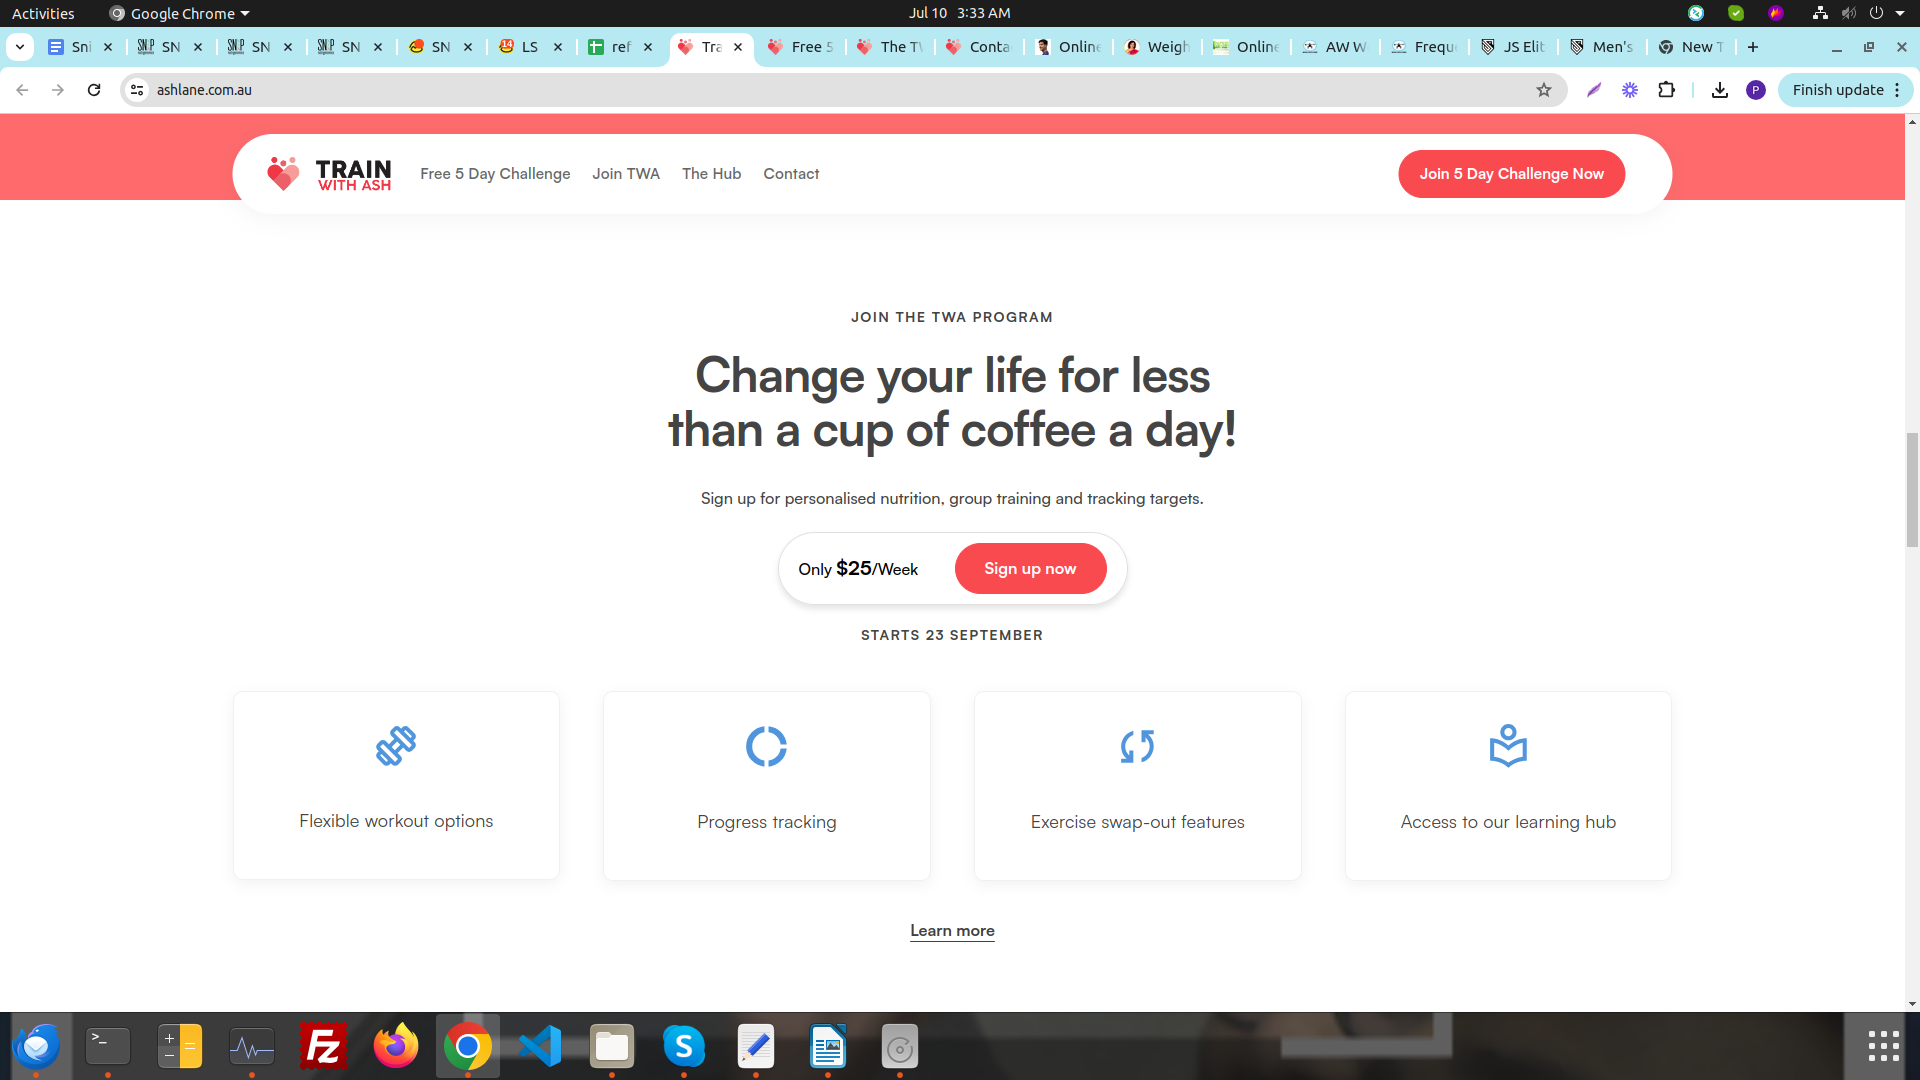 Activities
Google Chrome
Jul 10 3:33 AM
Sni
SN
SN
SN
SN
LS
ref
Tra
Free 5
The TW
Conta
Online
Weigh
Online
AW W
Freque
JS Elit
Men's
New T
ashlane.com.au
P
Finish update
TRAIN
WITH ASH
Free 5 Day Challenge
Join TWA
The Hub
Contact
Join 5 Day Challenge Now
JOIN THE TWA PROGRAM
Change your life for less
than a cup of coffee a day!
Sign up for personalised nutrition, group training and tracking targets.
Only $25/Week
Sign up now
STARTS 23 SEPTEMBER
Flexible workout options
Progress tracking
Exercise swap-out features
Access to our learning hub
Learn more